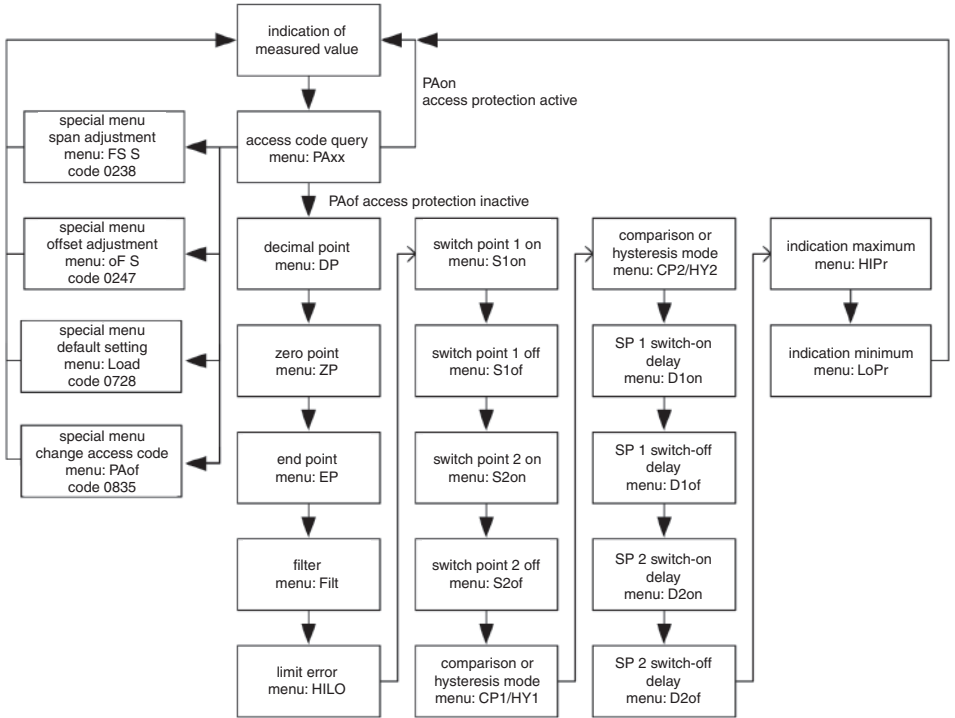 indication of
measured value
PAon
access protection active
access code query
menu: PAxx
special menu
span adjustment
menu: FS S
code 0238
special menu
offset adjustment
menu: oF S
code 0247
special menu
default setting
menu: Load
code 0728
special menu
change access code
menu: PAof
code 0835
PAof access protection inactive
decimal point
menu: DP
zero point
menu: ZP
end point
menu: EP
filter
menu: Filt
limit error
menu: HILO
switch point 1 on
menu: S1on
switch point 1 off
menu: S1of
switch point 2 on
menu: S2on
switch point 2 off
menu: S2of
comparison or
hysteresis mode
menu: CP1/HY1
comparison or
hysteresis mode
menu: CP2/HY2
SP 1 switch-on
delay
menu: D1on
SP 1 switch-off
delay
menu: D1of
SP 2 switch-on
delay
menu: D2on
SP 2 switch-off
delay
menu: D2of
indication maximum
menu: HIPr
indication minimum
menu: LoPr